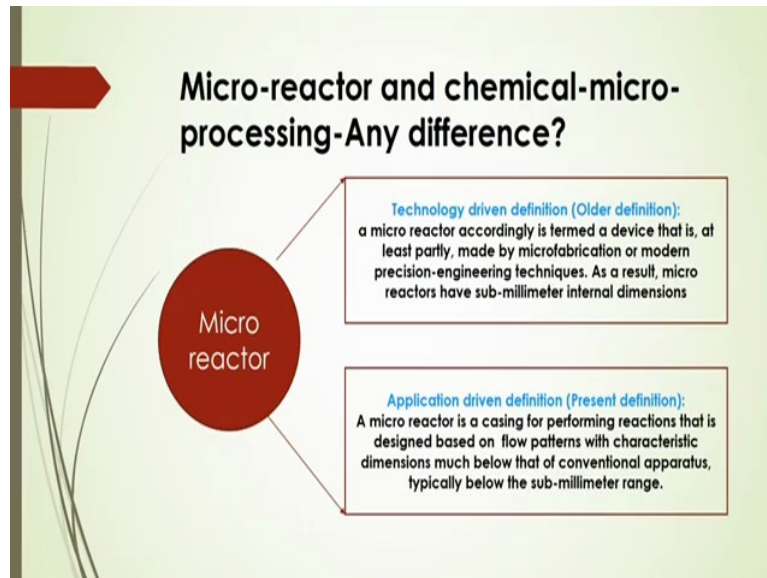 Micro-reactor and chemical-micro-
processing-Any difference?
Micro
reactor
Technology driven definition (Older definition):
a micro reactor accordingly is termed a device that is, at
least partly, made by microfabrication or modern
precision-engineering techniques. As a result, micro
reactors have sub-millimeter internal dimensions
Application driven definition (Present definition):
A micro reactor is a casing for performing reactions that is
designed based on flow patterns with characteristic
dimensions much below that of conventional apparatus,
typically below the sub-millimeter range.